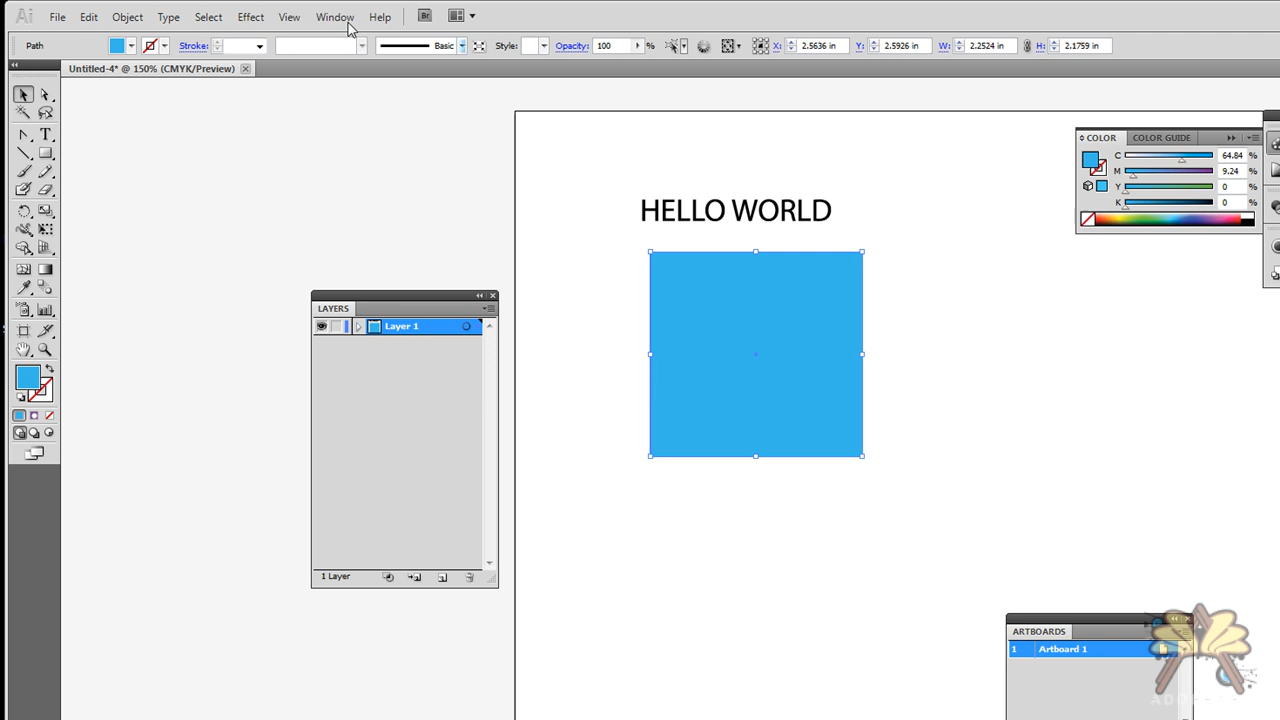 Ai File Edit Object Type Select Effect View Window Help Br
Path Stroke: Basic Style: Opacity: 100 % X: 2.5636 in Y: 2.5926 in W: 2.2524 in H: 2.1759 in
Untitled-4* @ 150% (CMYK/Preview)
COLOR COLOR GUIDE
C 64.84 %
M 9.24 %
Y 0 %
K 0 %
HELLO WORLD
LAYERS
Layer 1
1 Layer
ARTBOARDS
1 Artboard 1